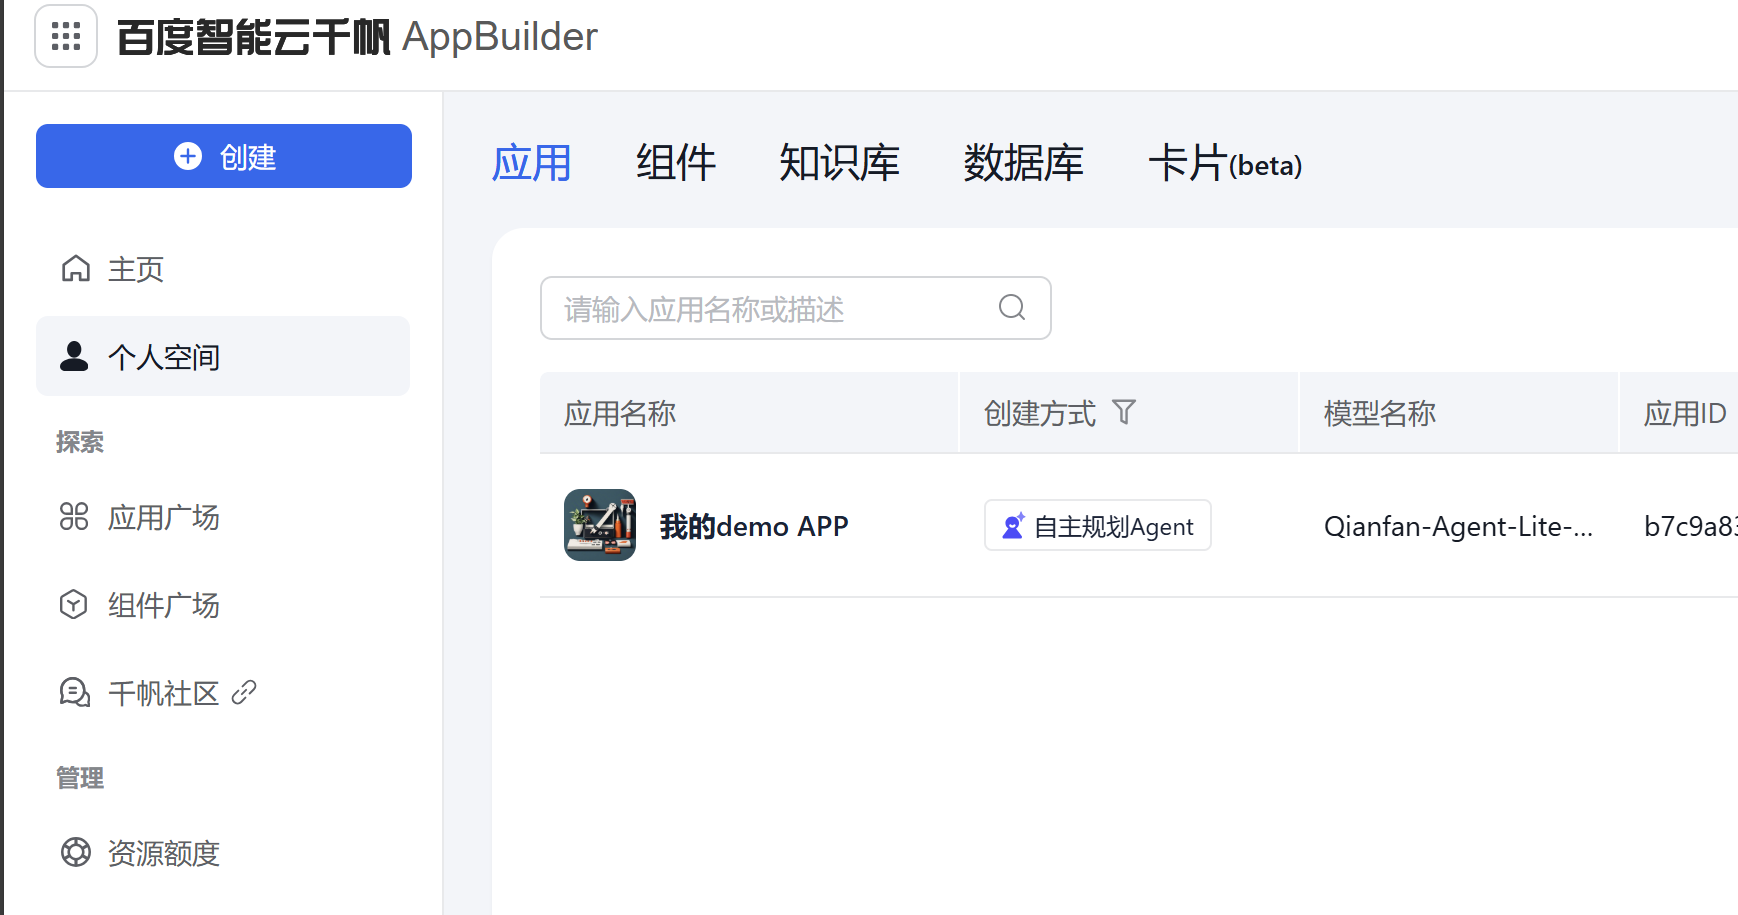 百度智能云千帆 AppBuilder
创建
主页
个人空间
探索
应用广场
组件广场
千帆社区
管理
资源额度
应用 组件 知识库 数据库 卡片(beta)
请输入应用名称或描述
应用名称 创建方式 模型名称 应用ID
我的demo APP 自主规划Agent Qianfan-Agent-Lite-... b7c9a83